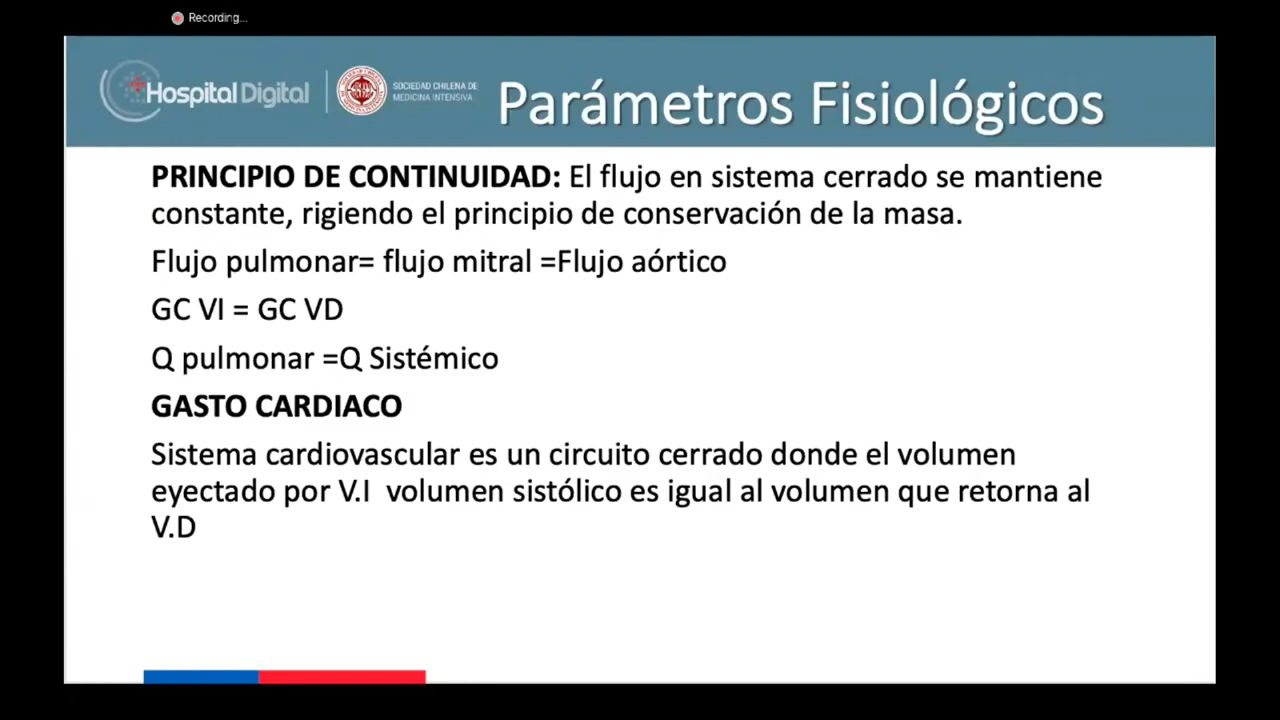 Recording...
Hospital Digital
SOCIEDAD CHILENA DE
MEDICINA INTENSIVA
Parámetros Fisiológicos
PRINCIPIO DE CONTINUIDAD: El flujo en sistema cerrado se mantiene
constante, rigiendo el principio de conservación de la masa.
Flujo pulmonar= flujo mitral =Flujo aórtico
GC VI = GC VD
Q pulmonar =Q Sistémico
GASTO CARDIACO
Sistema cardiovascular es un circuito cerrado donde el volumen
eyectado por V.I  volumen sistólico es igual al volumen que retorna al
V.D